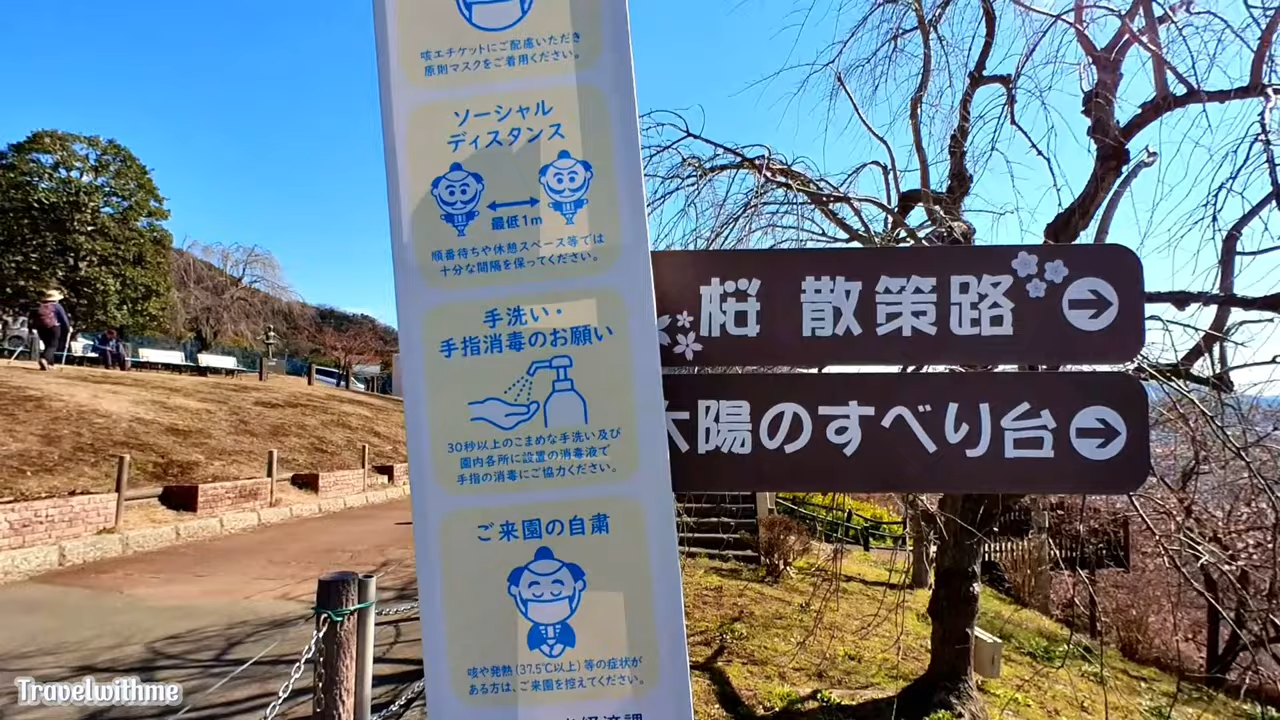 咳エチケットにご配慮いただき
原則マスクをご着用ください。
ソーシャル
ディスタンス
最低1m
順番待ちや休憩スペース等では
十分な間隔を保ってください。
手洗い・
手指消毒のお願い
30秒以上のこまめな手洗い及び
園内各所に設置の消毒液で
手指の消毒にご協力ください。
ご来園の自粛
咳や発熱(37.5℃以上)等の症状が
ある方は、ご来園を控えてください。
桜 散策路
太陽のすべり台
Travelwithme